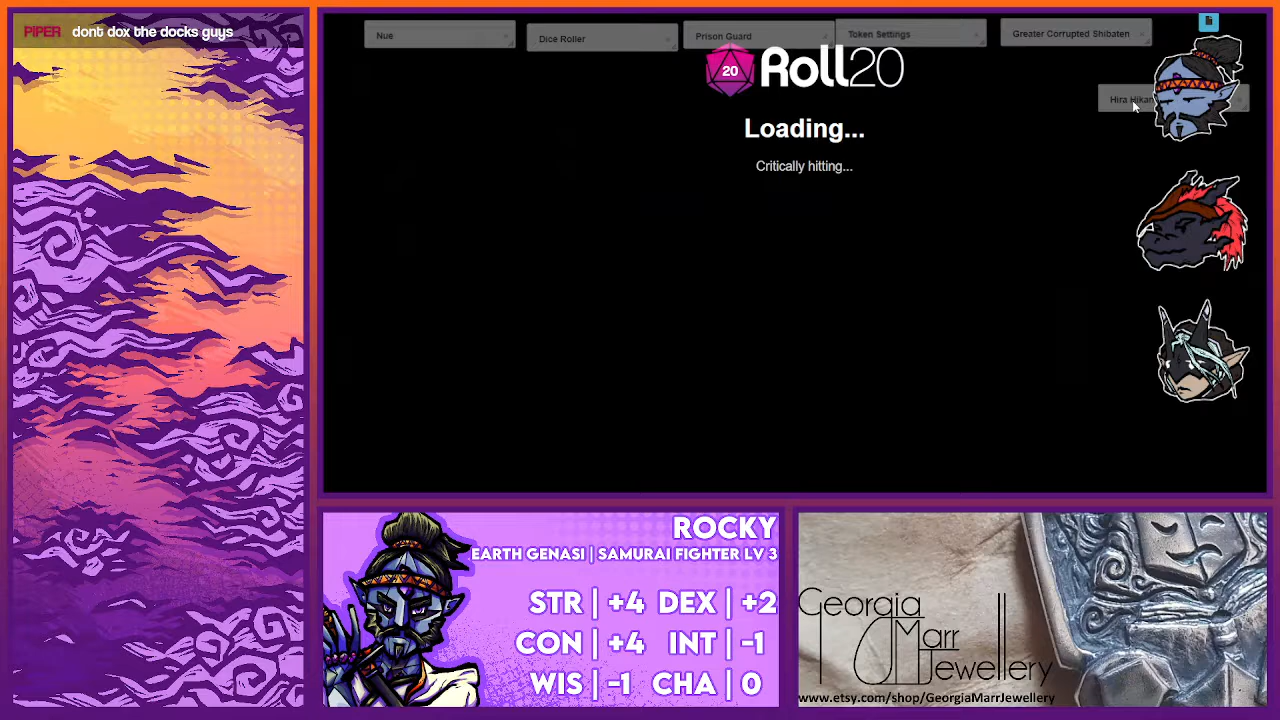 PIPER dont dox the docks guys
Nue
Dice Roller
Prison Guard
Token Settings
Greater Corrupted Shibaten
20 Roll20
Hira Hikan
Loading...
Critically hitting...
ROCKY
EARTH GENASI | SAMURAI FIGHTER LV 3
STR | +4 DEX | +2
CON | +4 INT | -1
WIS | -1 CHA | 0
Georgia
Marr
Jewellery
www.etsy.com/shop/GeorgiaMarrJewellery